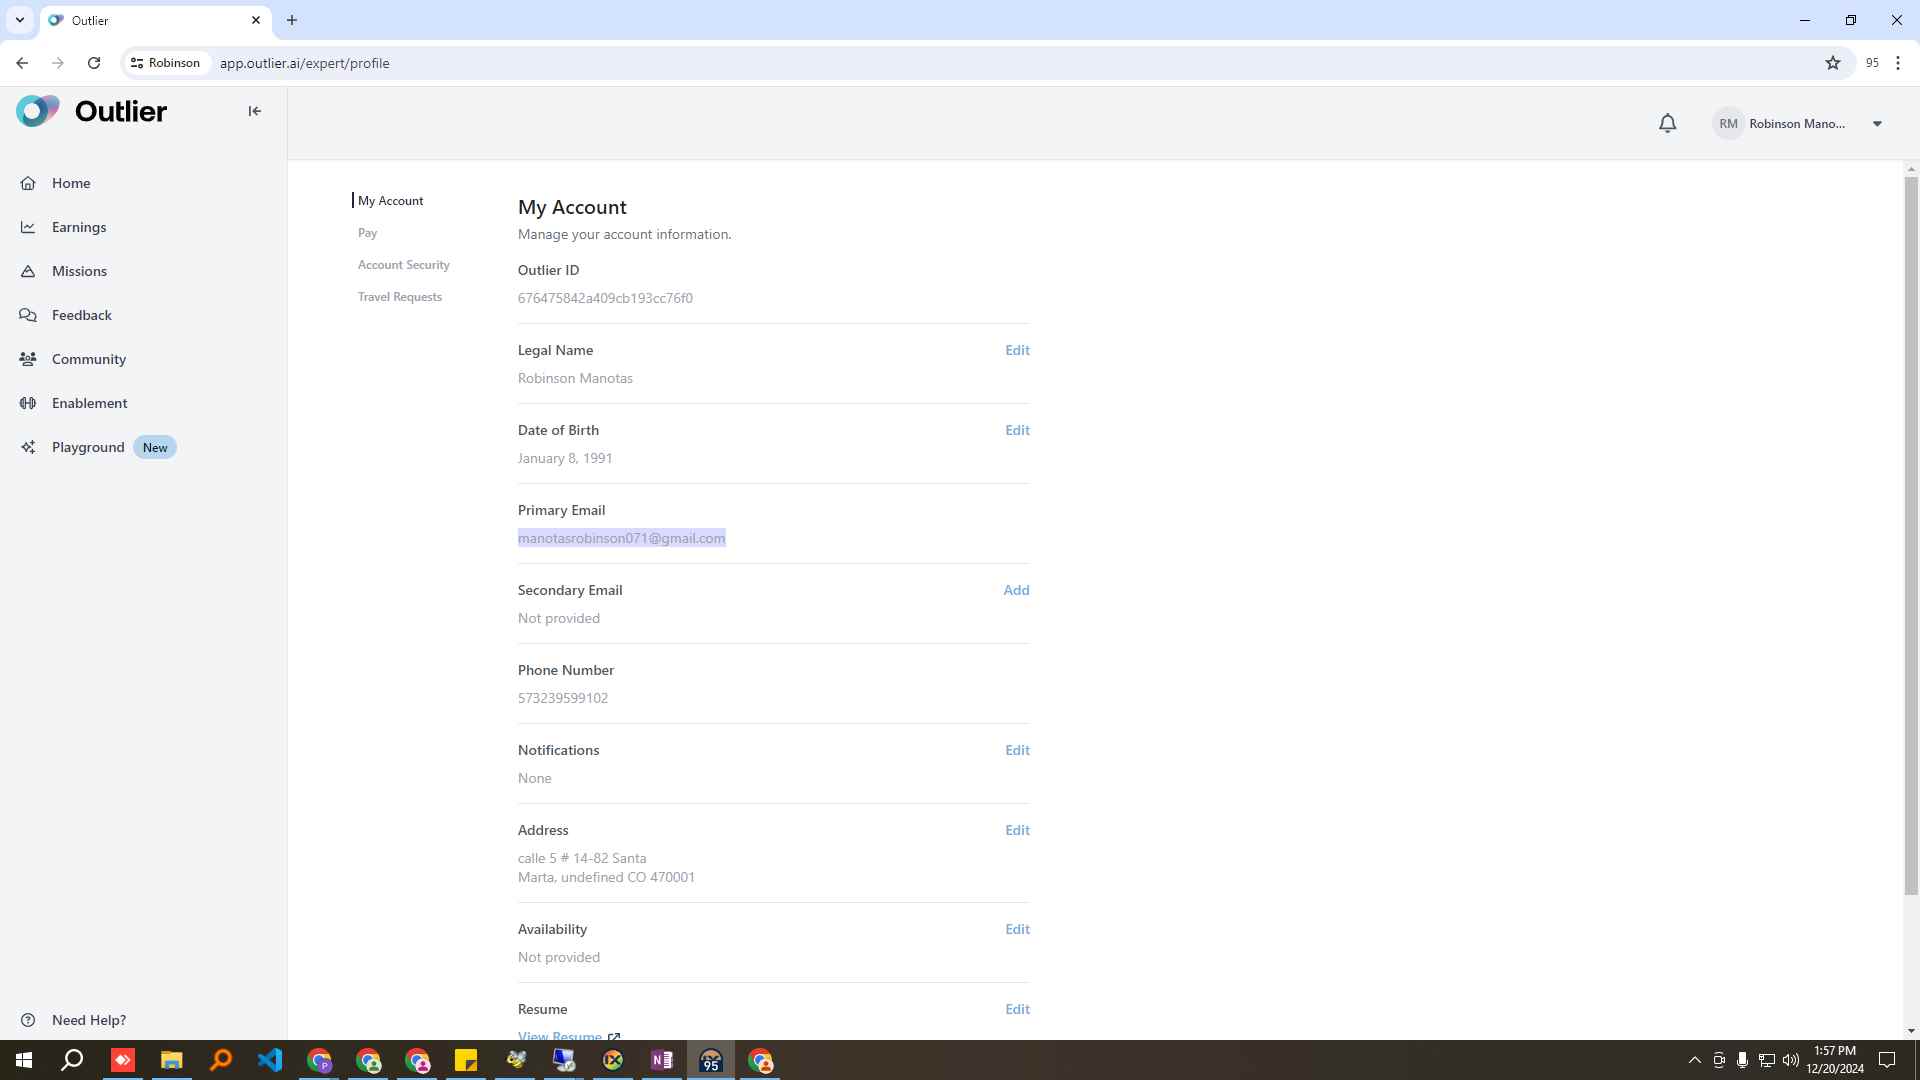 Outlier
Robinson
app.outlier.ai/expert/profile
95
Outlier
RM
Robinson Mano...
Home
Earnings
Missions
Feedback
Community
Enablement
Playground New
Need Help?
My Account
Pay
Account Security
Travel Requests
My Account
Manage your account information.
Outlier ID
676475842a409cb193cc76f0
Legal Name Edit
Robinson Manotas
Date of Birth Edit
January 8, 1991
Primary Email
manotasrobinson071@gmail.com
Secondary Email Add
Not provided
Phone Number
573239599102
Notifications Edit
None
Address Edit
calle 5 # 14-82 Santa
Marta, undefined CO 470001
Availability Edit
Not provided
Resume Edit
View Resume
P
N
95
1:57 PM
12/20/2024